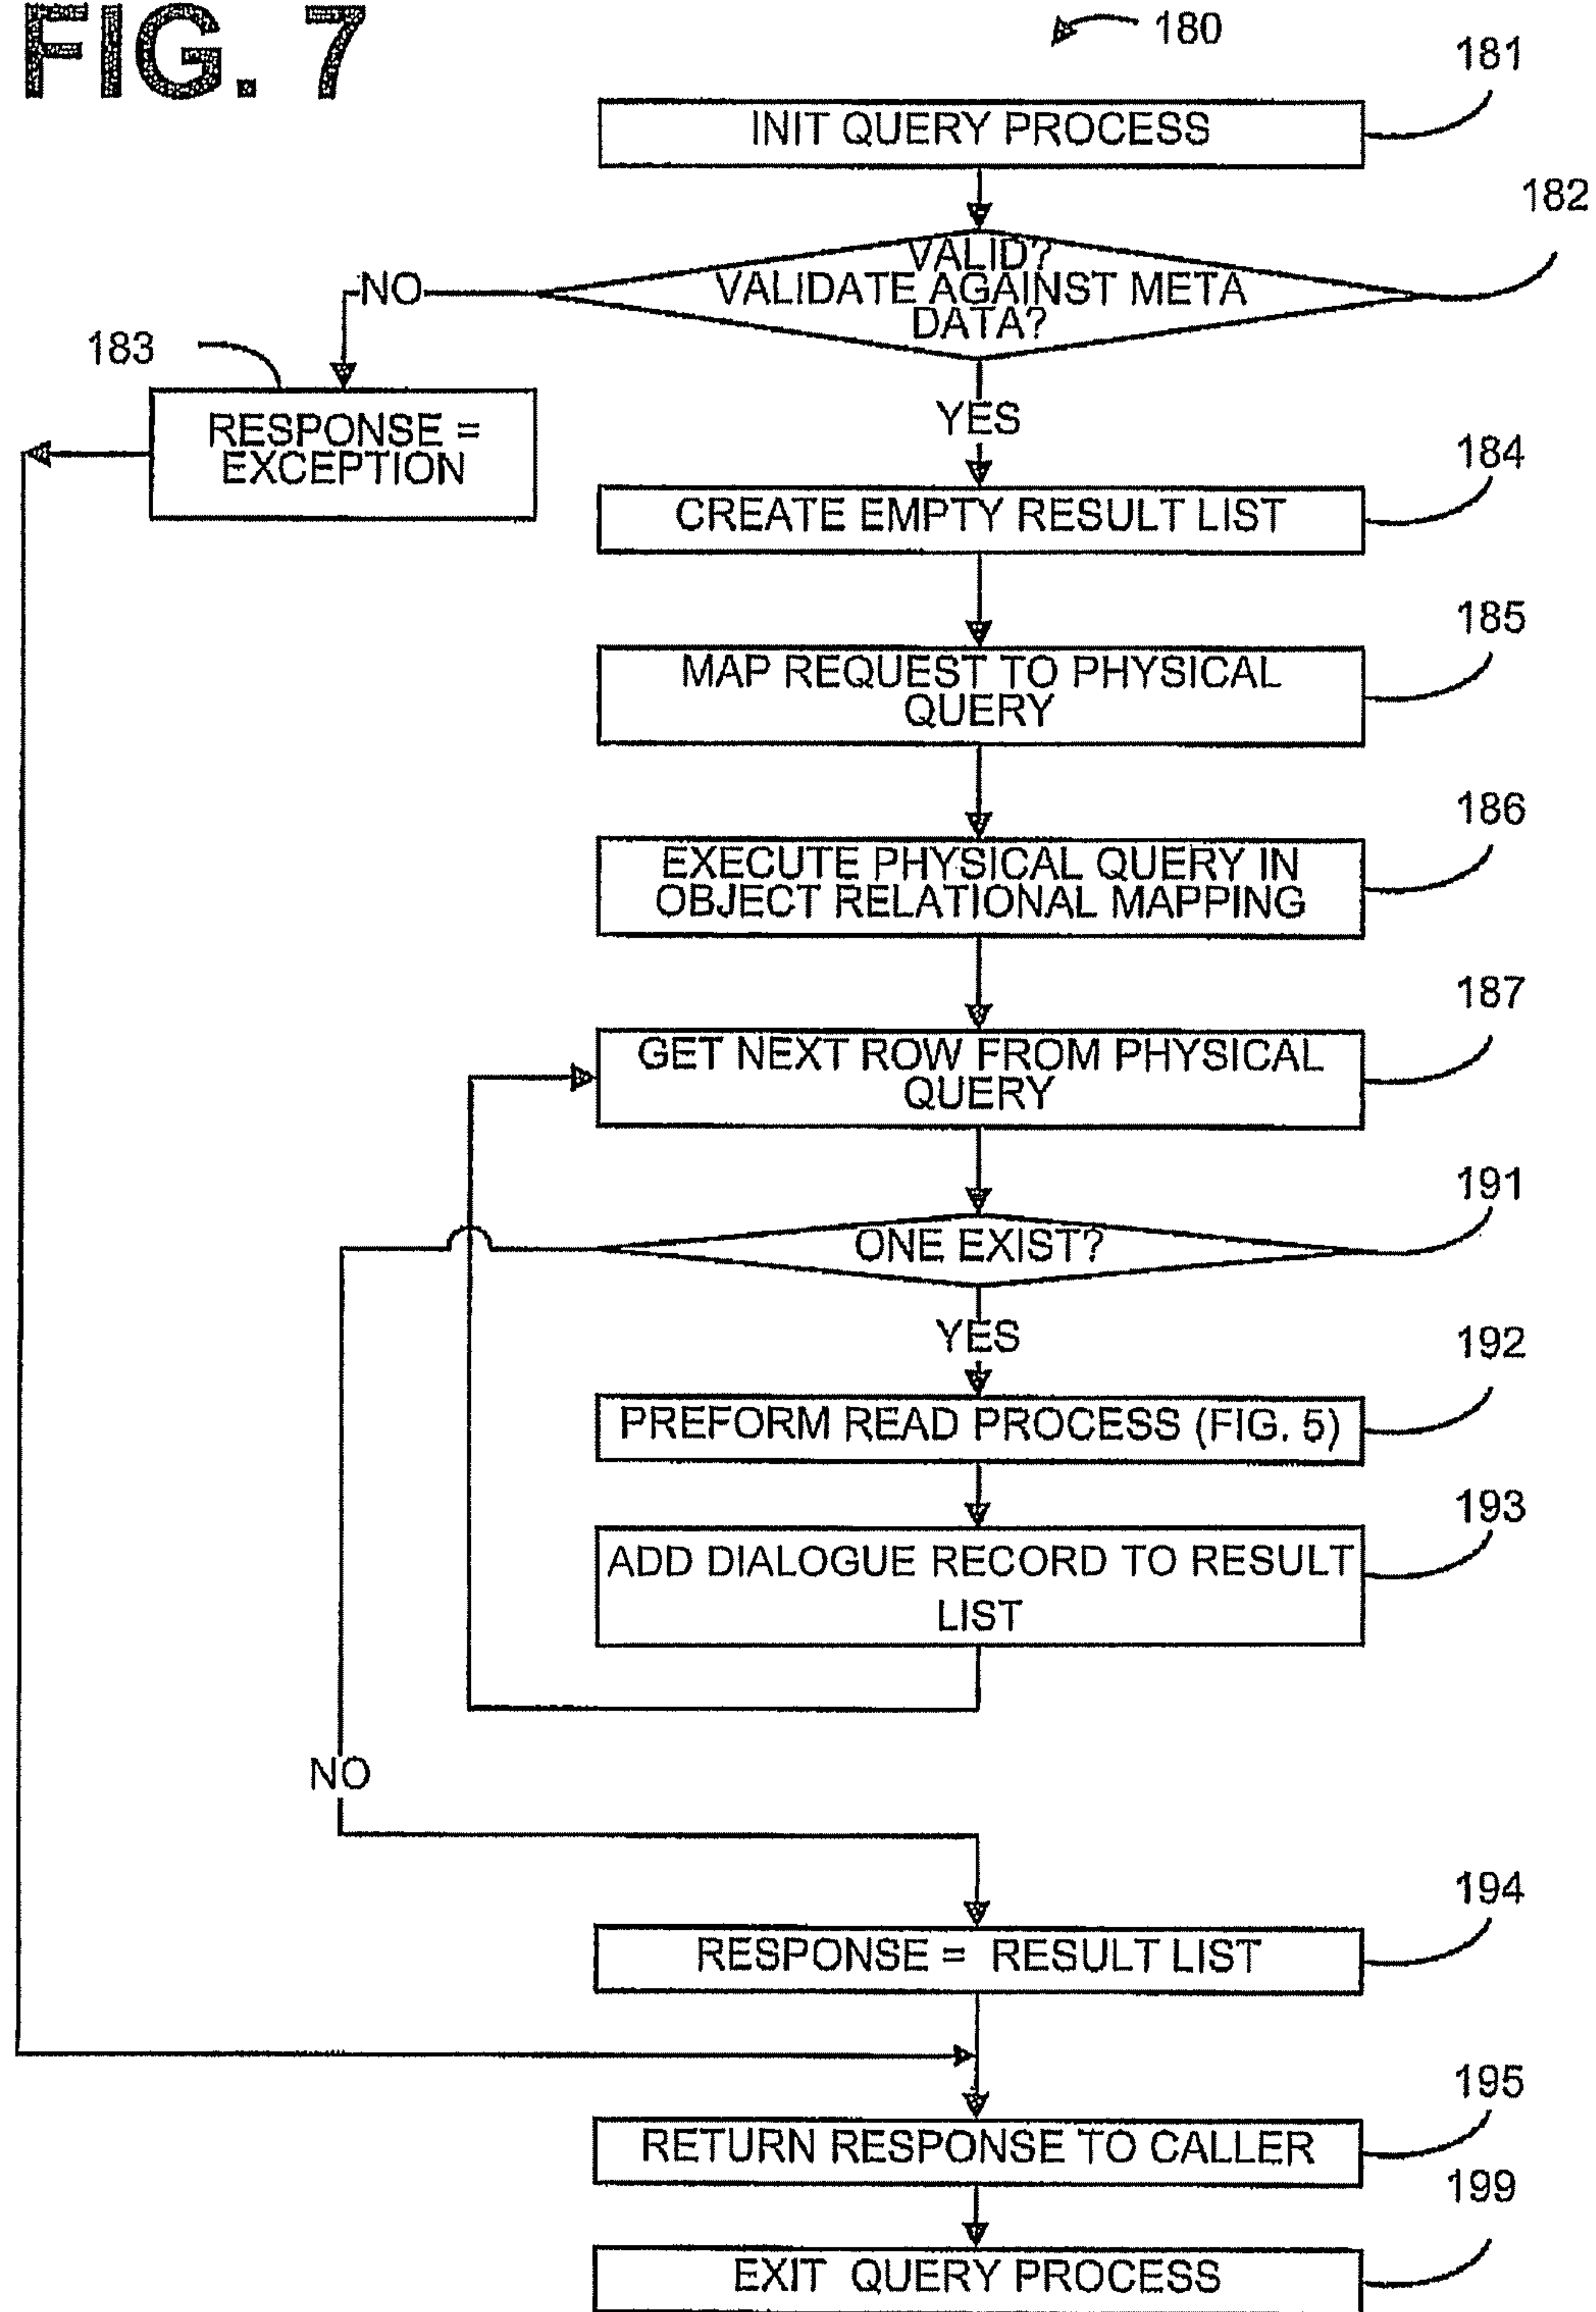 FIG. 7
180
181
INIT QUERY PROCESS
182
VALID?
VALIDATE AGAINST META
DATA?
NO
183
RESPONSE =
EXCEPTION
YES
184
CREATE EMPTY RESULT LIST
185
MAP REQUEST TO PHYSICAL
QUERY
186
EXECUTE PHYSICAL QUERY IN
OBJECT RELATIONAL MAPPING
187
GET NEXT ROW FROM PHYSICAL
QUERY
191
ONE EXIST?
YES
192
PREFORM READ PROCESS (FIG. 5)
193
ADD DIALOGUE RECORD TO RESULT
LIST
NO
194
RESPONSE = RESULT LIST
195
RETURN RESPONSE TO CALLER
199
EXIT QUERY PROCESS